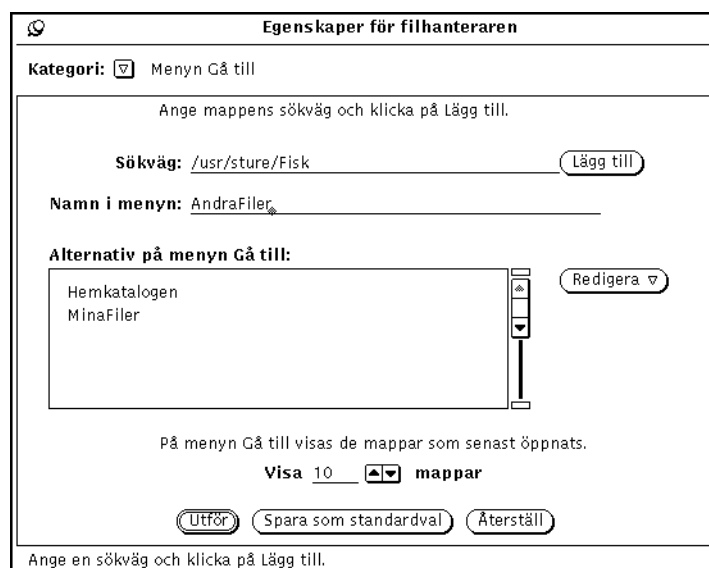 Egenskaper för filhanteraren
Kategori: Menyn Gå till
Ange mappens sökväg och klicka på Lägg till.
Sökväg: /usr/sture/Fisk Lägg till
Namn i menyn: AndraFiler
Alternativ på menyn Gå till:
Redigera
Hemkatalogen
MinaFiler
På menyn Gå till visas de mappar som senast öppnats.
Visa 10 mappar
Utför Spara som standardval Återställ
Ange en sökväg och klicka på Lägg till.